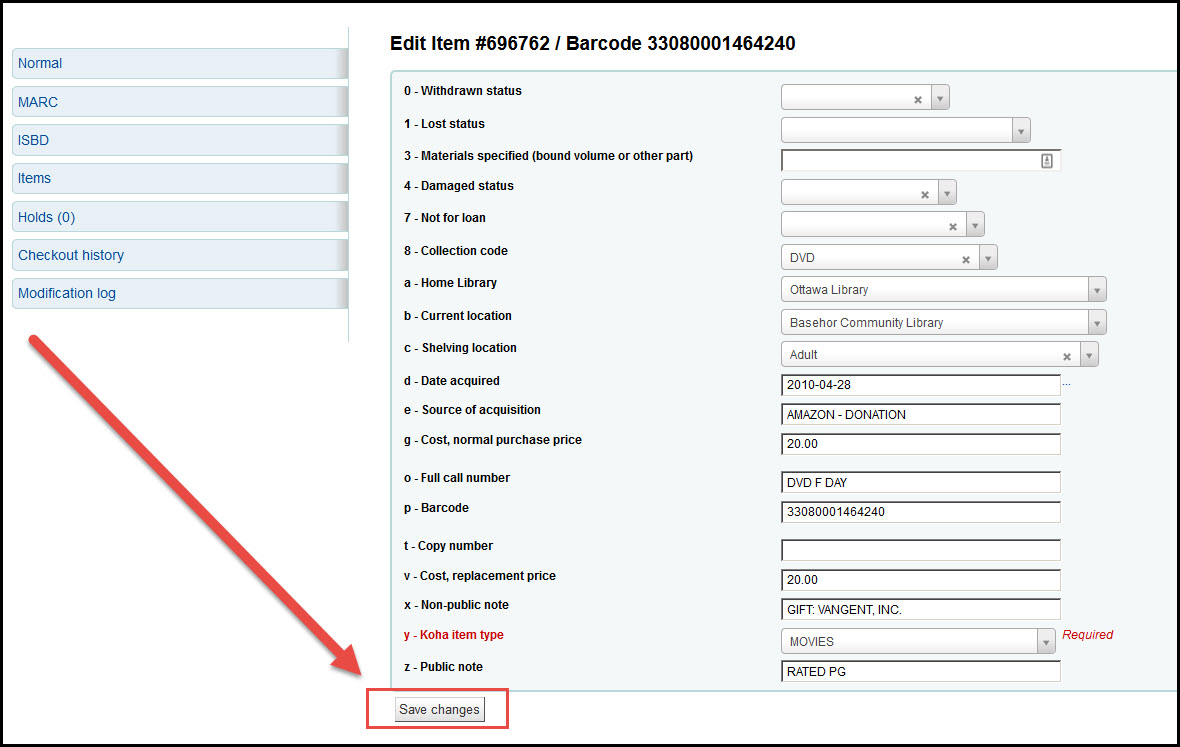 Normal
MARC
ISBD
Items
Holds (0)
Checkout history
Modification log
Edit Item #696762 / Barcode 33080001464240
0 - Withdrawn status
1 - Lost status
3 - Materials specified (bound volume or other part)
4 - Damaged status
7 - Not for loan
8 - Collection code DVD
a - Home Library Ottawa Library
b - Current location Basehor Community Library
c - Shelving location Adult
d - Date acquired 2010-04-28 ...
e - Source of acquisition AMAZON - DONATION
g - Cost, normal purchase price 20.00
o - Full call number DVD F DAY
p - Barcode 33080001464240
t - Copy number
v - Cost, replacement price 20.00
x - Non-public note GIFT: VANGENT, INC.
y - Koha item type MOVIES Required
z - Public note RATED PG
Save changes